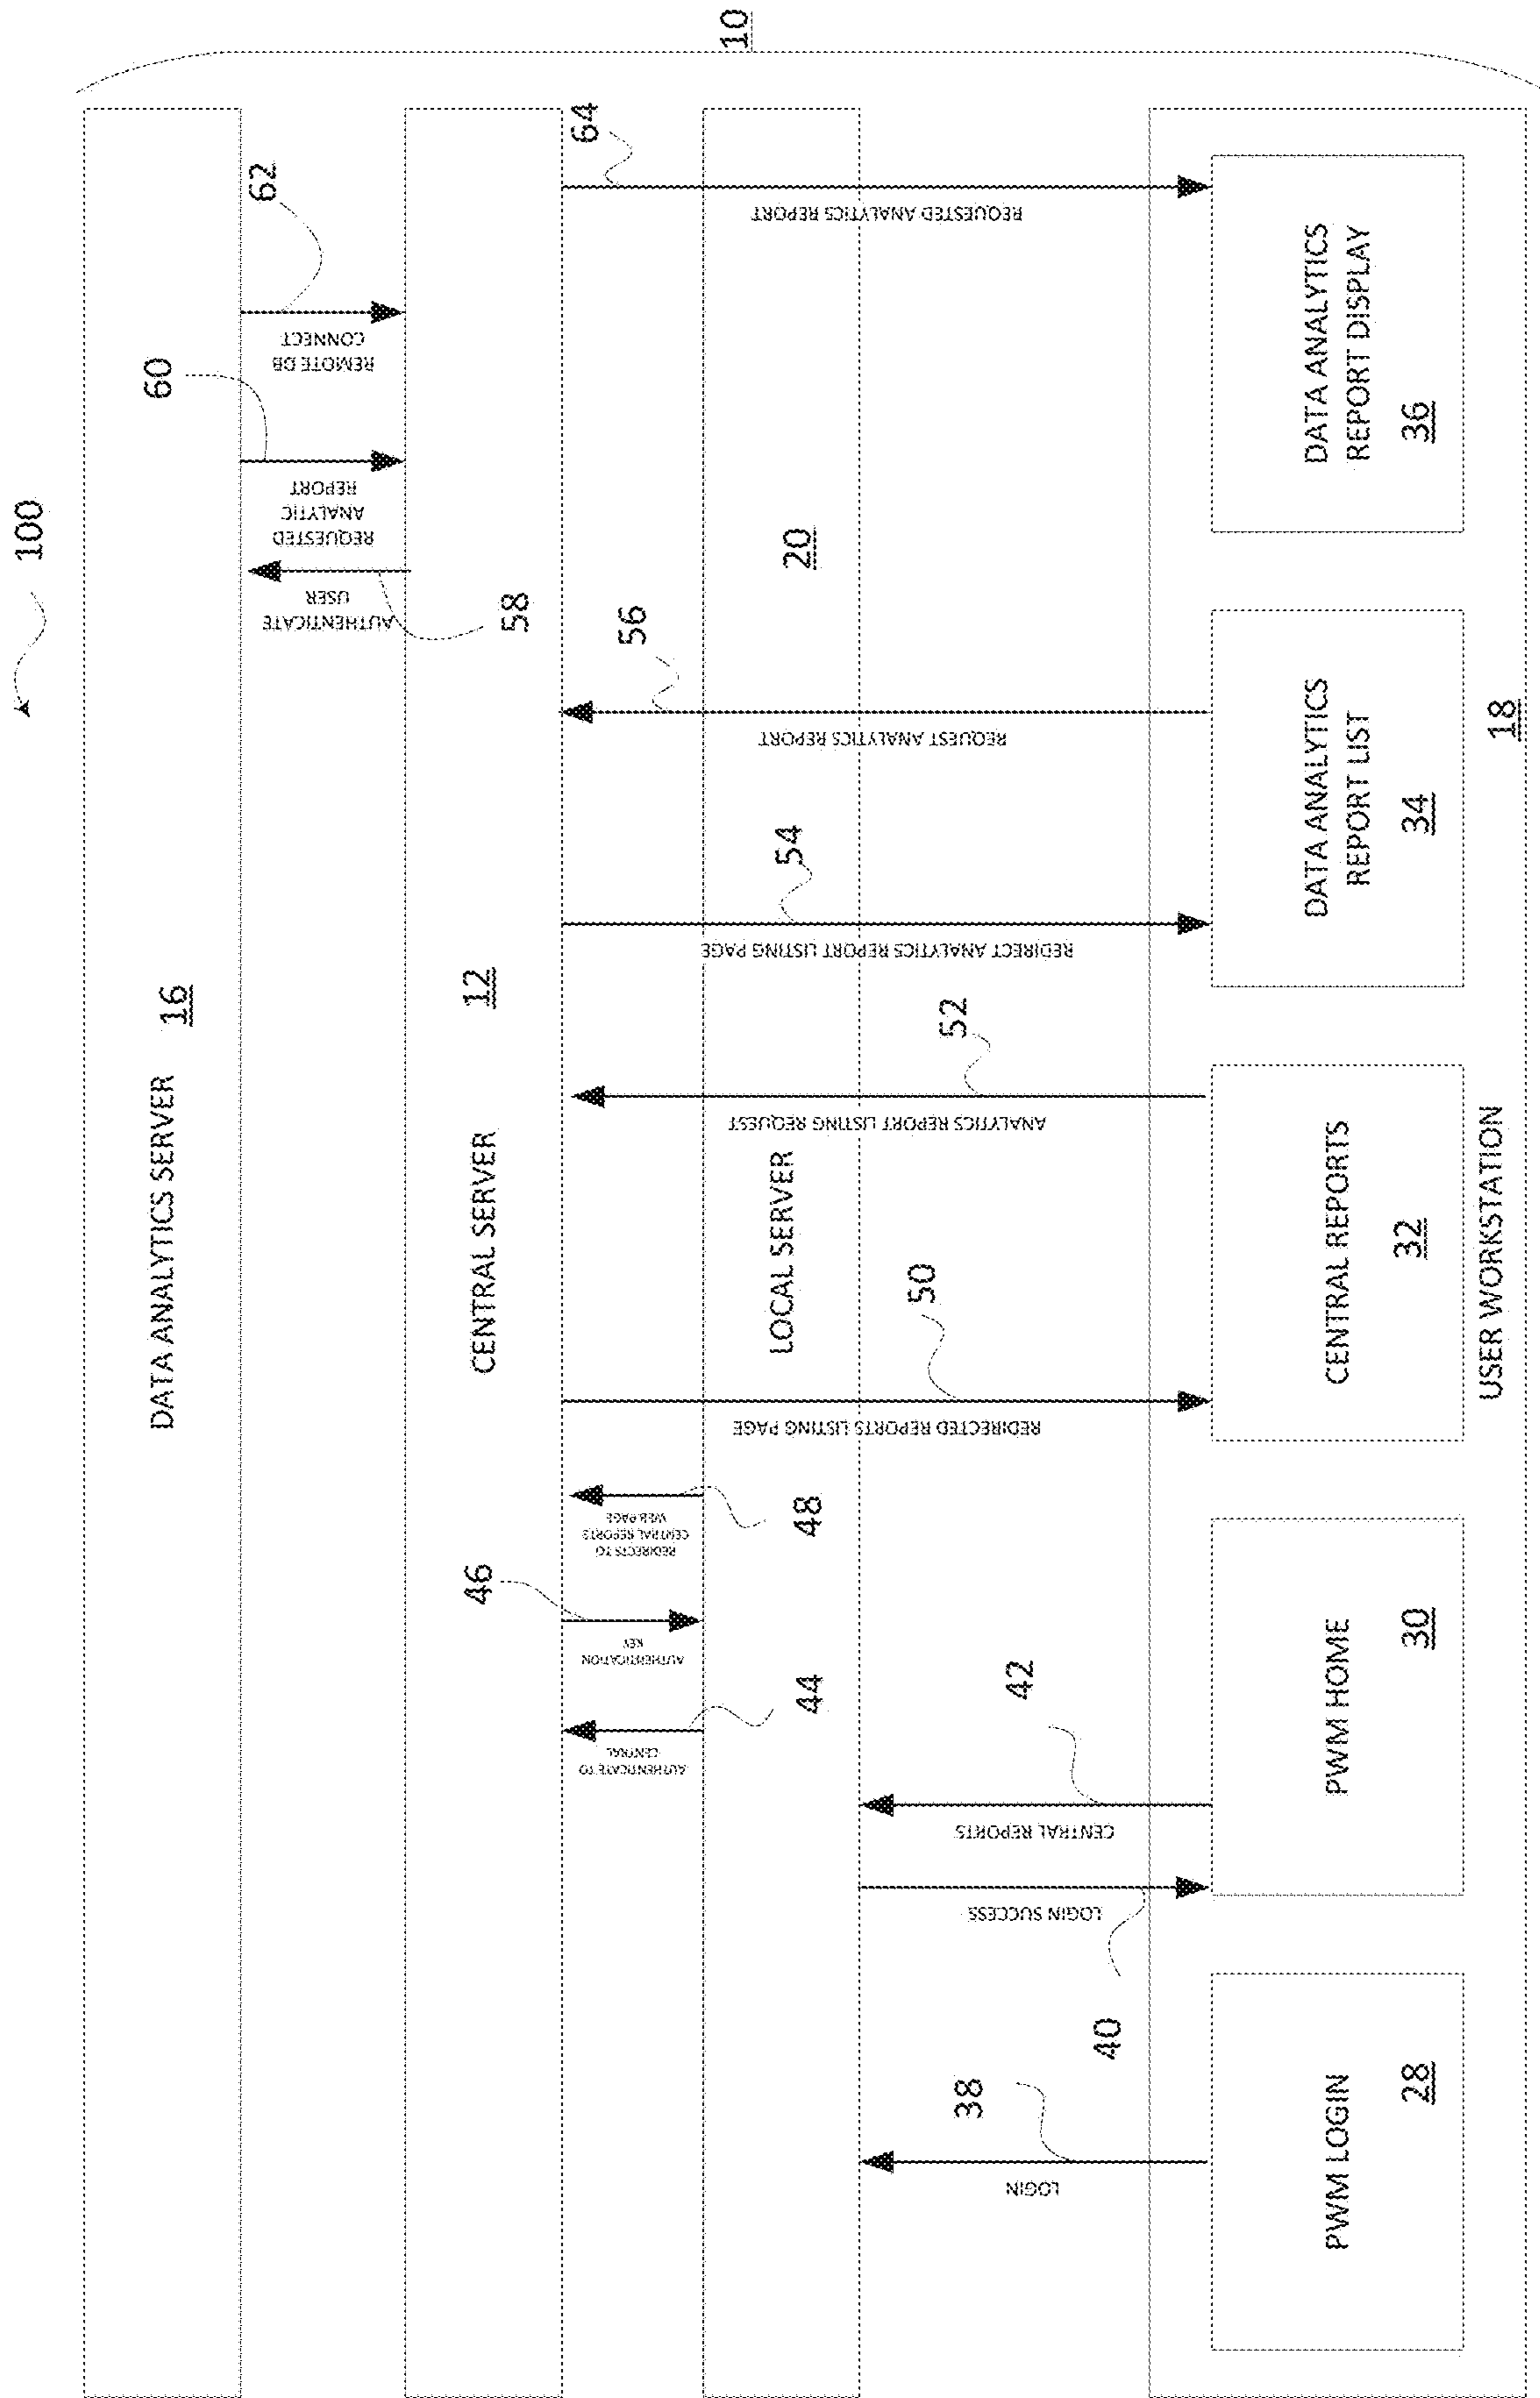 100
10
DATA ANALYTICS SERVER
16
AUTHENTICATE
USER
58
REQUESTED
ANALYTIC
REPORT
60
REMOTE DB
CONNECT
62
CENTRAL SERVER
12
AUTHENTICATE TO
CENTRAL
44
AUTHENTICATION
KEY
46
REDIRECTS TO
CENTRAL REPORTS
WEB PAGE
48
LOCAL SERVER
20
LOGIN
38
LOGIN SUCCESS
40
CENTRAL REPORTS
42
REDIRECTED REPORTS LISTING PAGE
50
ANALYTICS REPORT LISTING REQUEST
52
REDIRECT ANALYTICS REPORT LISTING PAGE
54
REQUEST ANALYTICS REPORT
56
REQUESTED ANALYTICS REPORT
64
PWM LOGIN
28
PWM HOME
30
CENTRAL REPORTS
32
DATA ANALYTICS
REPORT LIST
34
DATA ANALYTICS
REPORT DISPLAY
36
USER WORKSTATION
18